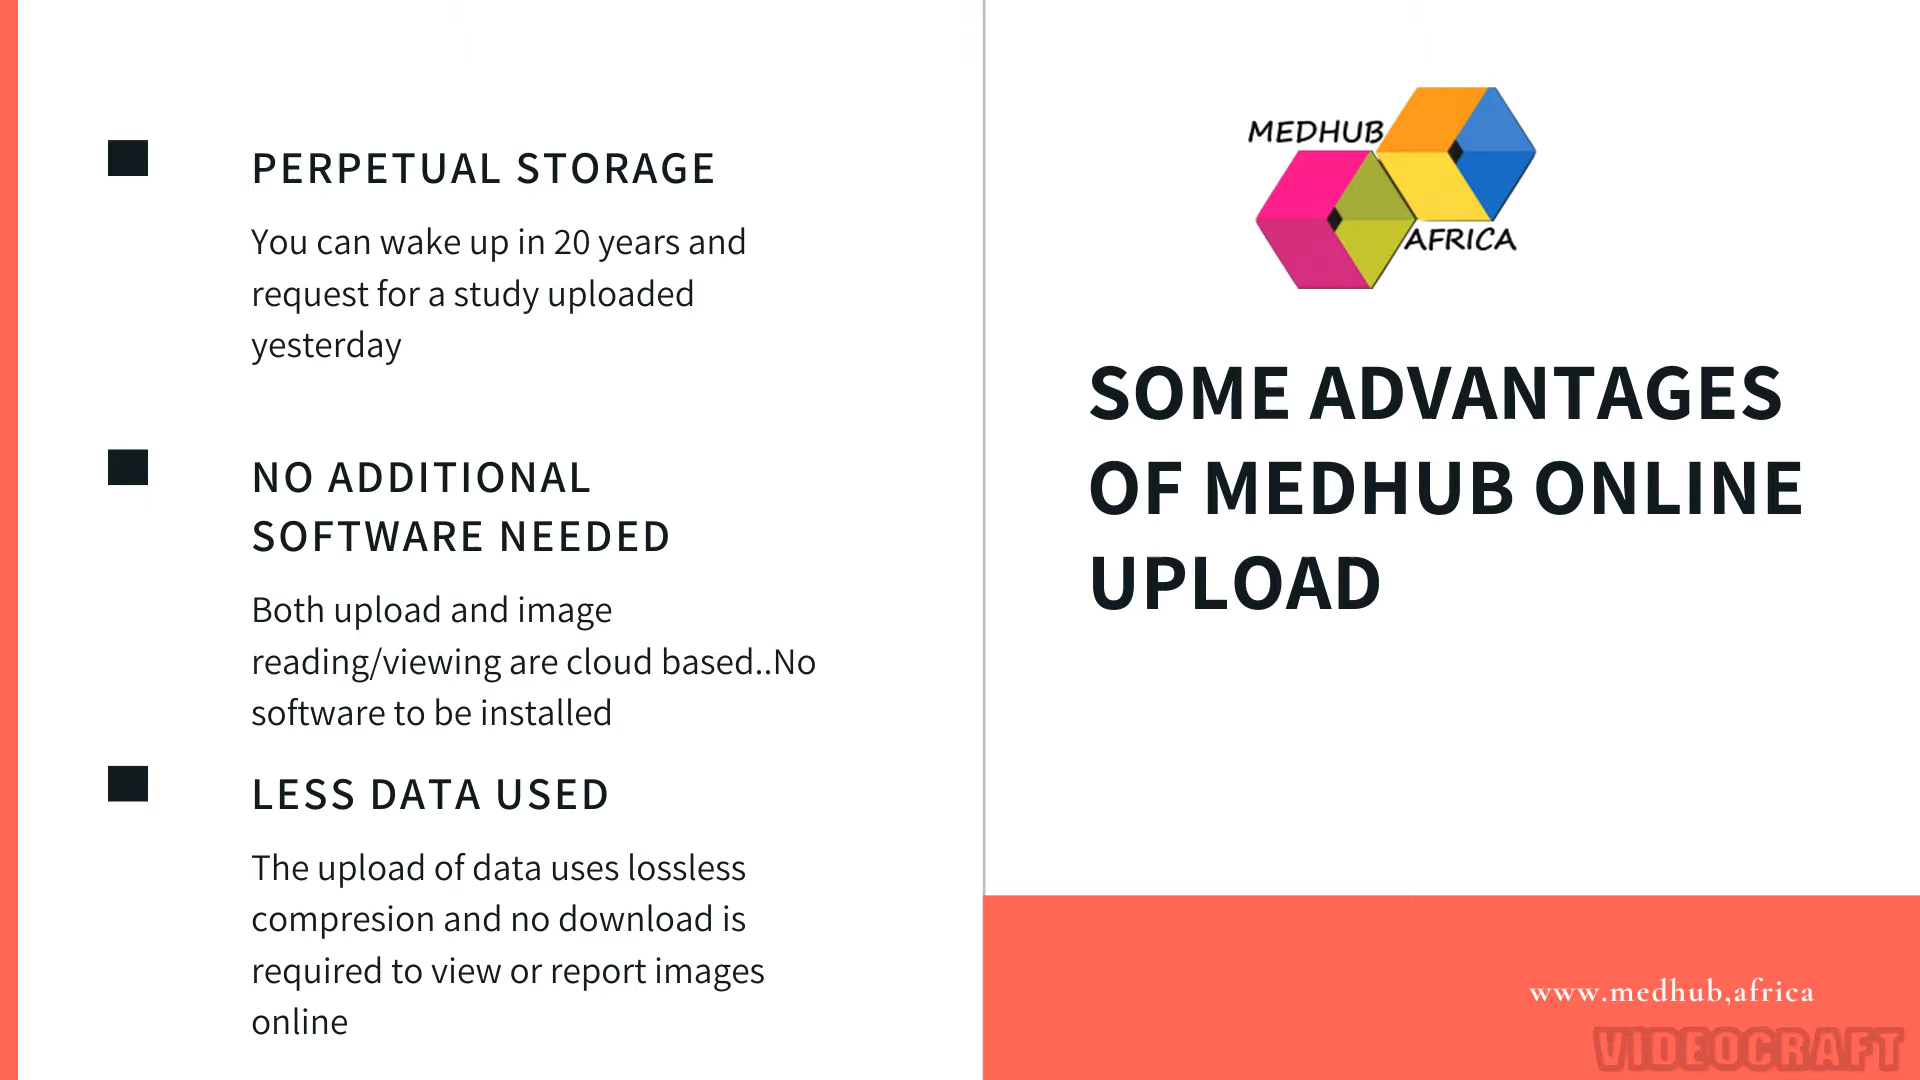 PERPETUAL STORAGE
You can wake up in 20 years and
request for a study uploaded
yesterday
NO ADDITIONAL
SOFTWARE NEEDED
Both upload and image
reading/viewing are cloud based..No
software to be installed
LESS DATA USED
The upload of data uses lossless
compresion and no download is
required to view or report images
online
MEDHUB
AFRICA
SOME ADVANTAGES
OF MEDHUB ONLINE
UPLOAD
www.medhub,africa
VIDEOCRAFT